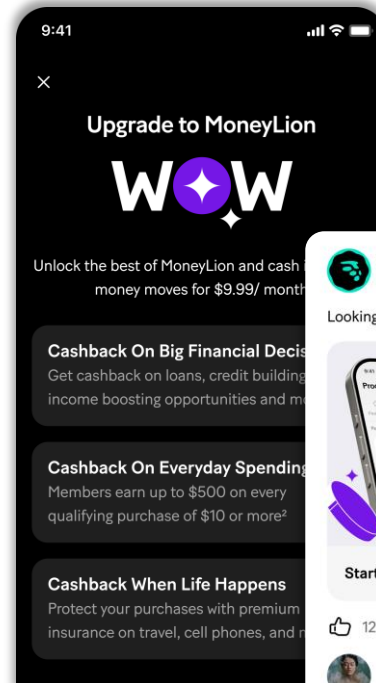 9:41
Upgrade to MoneyLion
WOW
Unlock the best of MoneyLion and cash
money moves for $9.99/ month
Cashback On Big Financial
Get cashback on loans, credit building
income boosting opportunities and
Cashback On Everyday Spending
Members earn up to $500 on every
qualifying purchase of $10 or more²
Cashback When Life Happens
Protect your purchases with premium
insurance on travel, cell phones, and
Looking
9:41
Start
12